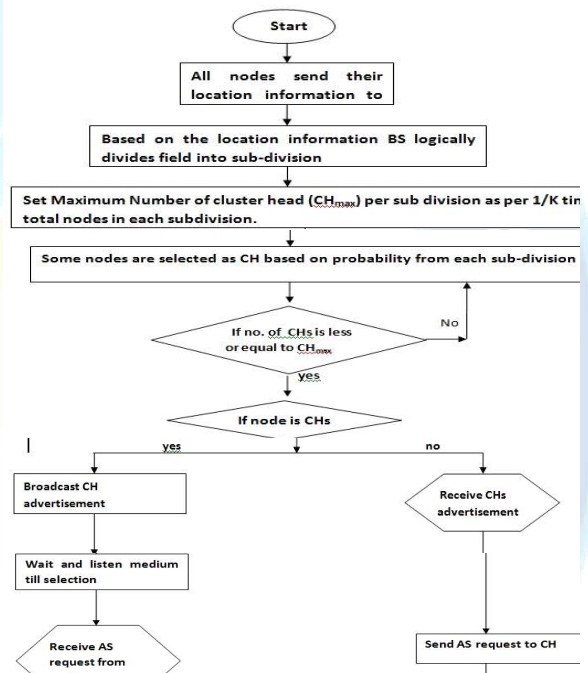 Start
All nodes send their
location information to
Based on the location information BS logically
divides field into sub-division
Set Maximum Number of cluster head (CHmax) per sub division as per 1/K
total nodes in each subdivision.
Some nodes are selected as CH based on probability from each sub-division
No
If no. of CHs is less
or equal to CHmax
yes
If node is CHs
yes
no
Broadcast CH
advertisement
Receive CHs
advertisement
Wait and listen medium
till selection
Receive AS
request from
Send AS request to CH